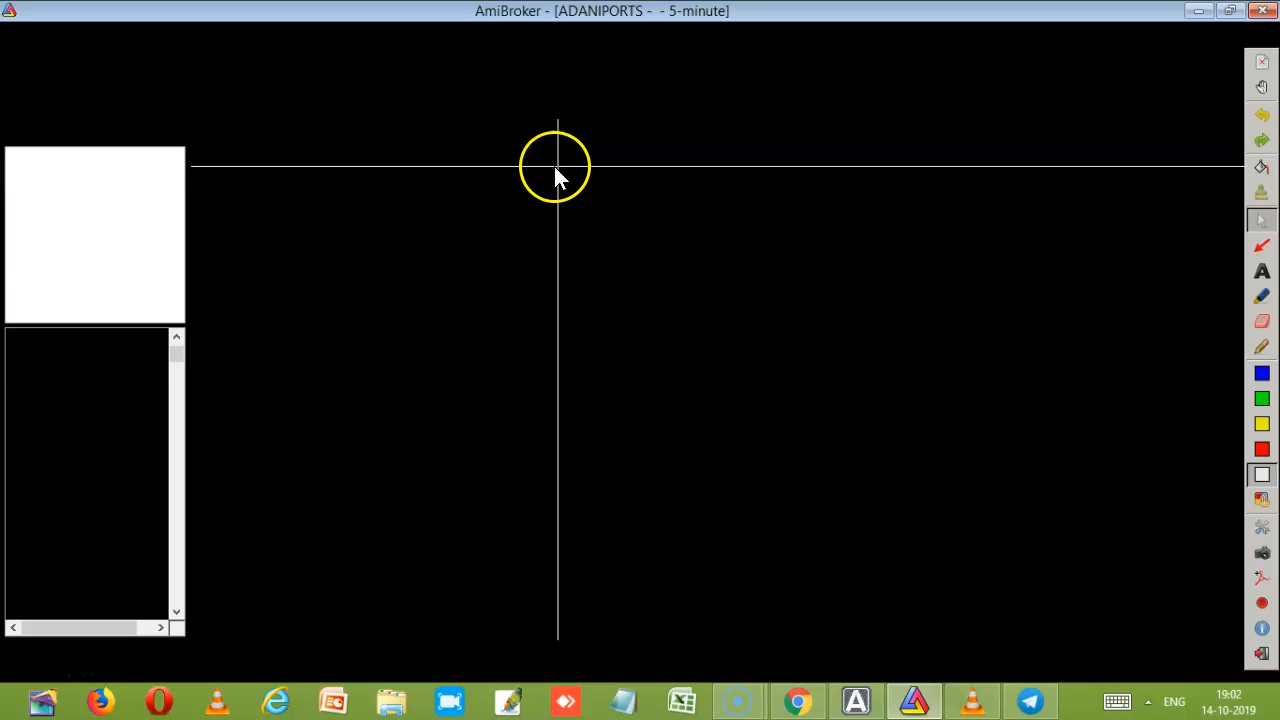 AmiBroker - [ADANIPORTS - - 5-minute]
A
ENG
19:02
14-10-2019